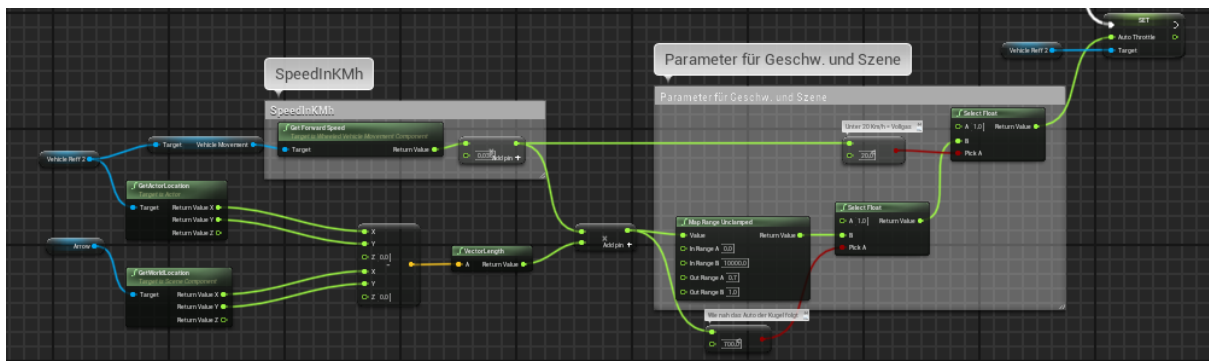 SET
Auto Throttle
Vehicle Reff 2
Target
Parameter für Geschw. und Szene
SpeedInKMh
Parameter für Geschw. und Szene
SpeedInKMh
Select Float
A 1,0 Return Value
B
Pick A
Get Forward Speed
Target is Wheeled Vehicle Movement Component
Target Return Value
Add pin
Unter 20 Km/h = Vollgas
20,0
Target Vehicle Movement
Vehicle Reff 2
GetActorLocation
Target is Actor
Target Return Value X
Return Value Y
Return Value Z
Select Float
A 1,0 Return Value
B
Pick A
Map Range Unclamped
Value Return Value
In Range A 0,0
In Range B 10000,0
Out Range A 0,7
Out Range B 1,0
X
Y
Z 0,0
X
Y
Z 0,0
Add pin
Arrow
VectorLength
A Return Value
GetWorldLocation
Target is Scene Component
Target Return Value X
Return Value Y
Return Value Z
Wie nah das Auto der Kugel folgt
700,0